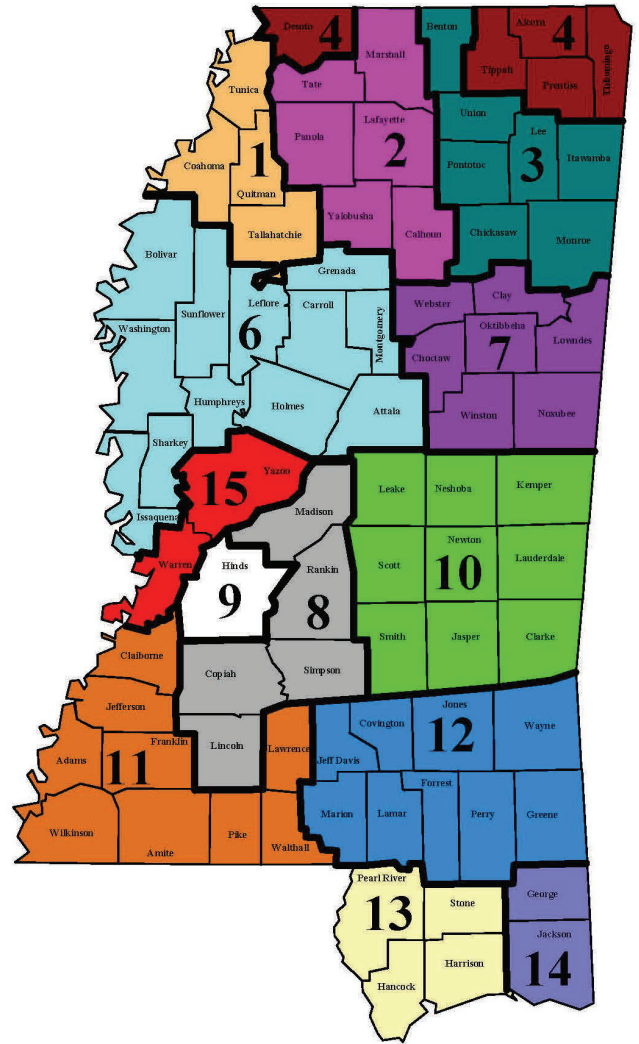 Desoto
4
Benton
Alcorn
4
Tippah
Prentiss
Tishomingo
Marshall
Tate
Tunica
Panola
Lafayette
2
Union
Lee
3
Pontotoc
Itawamba
Coahoma
1
Quitman
Yalobusha
Calhoun
Tallahatchie
Chickasaw
Monroe
Bolivar
Grenada
Sunflower
Leflore
6
Carroll
Montgomery
Washington
Webster
Clay
Oktibbeha
7
Lowndes
Choctaw
Winston
Noxubee
Humphreys
Holmes
Attala
Sharkey
Issaquena
Yazoo
15
Warren
Madison
Hinds
9
Rankin
8
Leake
Neshoba
Kemper
Scott
Newton
10
Lauderdale
Smith
Jasper
Clarke
Claiborne
Copiah
Simpson
Jefferson
Franklin
11
Lincoln
Lawrence
Adams
Wilkinson
Amite
Pike
Walthall
Jeff Davis
Covington
Jones
12
Wayne
Marion
Lamar
Forrest
Perry
Greene
Pearl River
13
Stone
George
Hancock
Harrison
Jackson
14